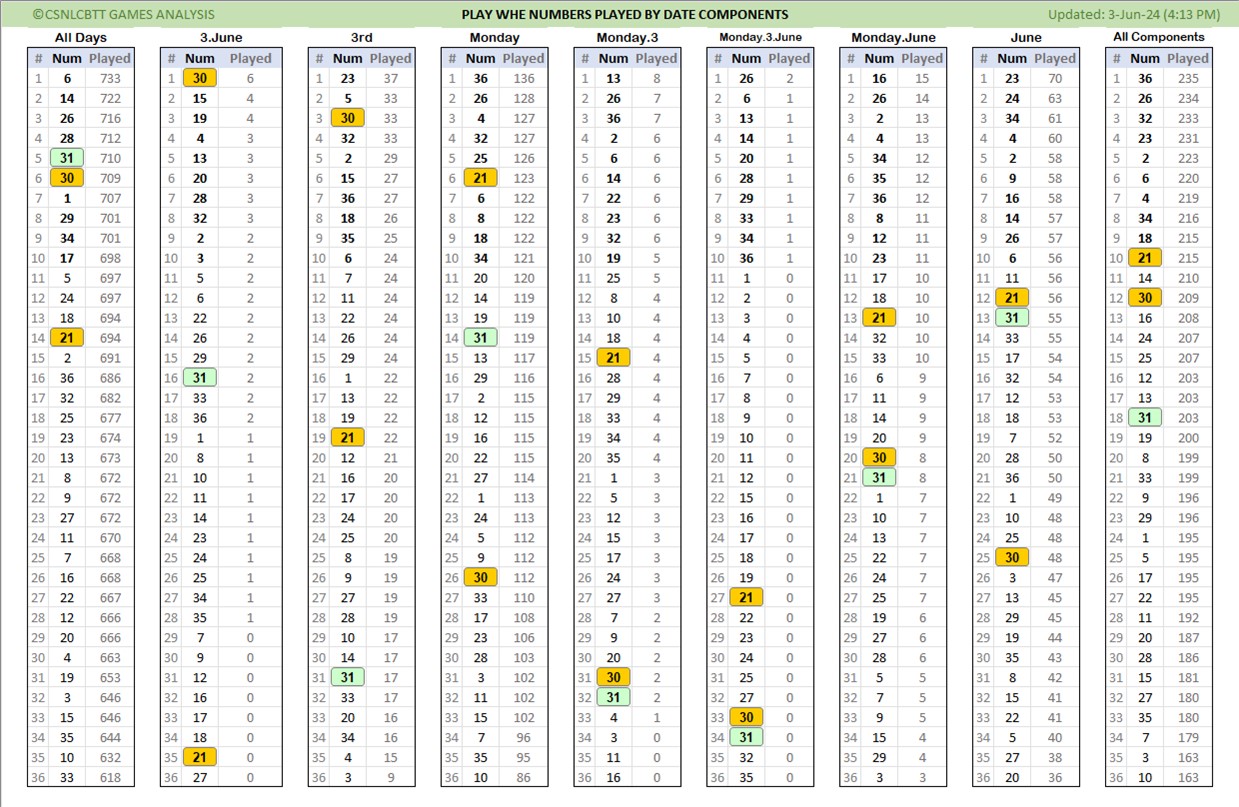 ©CSNLCBTT GAMES ANALYSIS PLAY WHE NUMBERS PLAYED BY DATE COMPONENTS Updated: 3-Jun-24 (4:13 PM)
All Days 3.June 3rd Monday Monday.3 Monday.3.June Monday.June June All Components
# Num Played # Num Played # Num Played # Num Played # Num Played # Num Played # Num Played # Num Played # Num Played
1 6 733 1 30 6 1 23 37 1 36 136 1 13 8 1 26 2 1 16 15 1 23 70 1 36 235
2 14 722 2 15 4 2 5 33 2 26 128 2 26 7 2 6 1 2 26 14 2 24 63 2 26 234
3 26 716 3 19 4 3 30 33 3 4 127 3 36 7 3 13 1 3 2 13 3 34 61 3 32 233
4 28 712 4 4 3 4 32 33 4 32 127 4 2 6 4 14 1 4 4 13 4 4 60 4 23 231
5 31 710 5 13 3 5 2 29 5 25 126 5 6 6 5 20 1 5 34 12 5 2 58 5 2 223
6 30 709 6 20 3 6 15 27 6 21 123 6 14 6 6 28 1 6 35 12 6 9 58 6 6 220
7 1 707 7 28 3 7 36 27 7 6 122 7 22 6 7 29 1 7 36 12 7 16 58 7 4 219
8 29 701 8 32 3 8 18 26 8 8 122 8 23 6 8 33 1 8 8 11 8 14 57 8 34 216
9 34 701 9 2 2 9 35 25 9 18 122 9 32 6 9 34 1 9 12 11 9 26 57 9 18 215
10 17 698 10 3 2 10 6 24 10 34 121 10 19 5 10 36 1 10 23 11 10 6 56 10 21 215
11 5 697 11 5 2 11 7 24 11 20 120 11 25 5 11 1 0 11 17 10 11 11 56 11 14 210
12 24 697 12 6 2 12 11 24 12 14 119 12 8 4 12 2 0 12 18 10 12 21 56 12 30 209
13 18 694 13 22 2 13 22 24 13 19 119 13 10 4 13 3 0 13 21 10 13 31 55 13 16 208
14 21 694 14 26 2 14 26 24 14 31 119 14 18 4 14 4 0 14 32 10 14 33 55 14 24 207
15 2 691 15 29 2 15 29 24 15 13 117 15 21 4 15 5 0 15 33 10 15 17 54 15 25 207
16 36 686 16 31 2 16 1 22 16 29 116 16 28 4 16 7 0 16 6 9 16 32 54 16 12 203
17 32 682 17 33 2 17 13 22 17 2 115 17 29 4 17 8 0 17 11 9 17 12 53 17 13 203
18 25 677 18 36 2 18 19 22 18 12 115 18 33 4 18 9 0 18 14 9 18 18 53 18 31 203
19 23 674 19 1 1 19 21 22 19 16 115 19 34 4 19 10 0 19 20 9 19 7 52 19 19 200
20 13 673 20 8 1 20 12 21 20 22 115 20 35 4 20 11 0 20 30 8 20 28 50 20 8 199
21 8 672 21 10 1 21 16 20 21 27 114 21 1 3 21 12 0 21 31 8 21 36 50 21 33 199
22 9 672 22 11 1 22 17 20 22 1 113 22 5 3 22 15 0 22 1 7 22 1 49 22 9 196
23 27 672 23 14 1 23 24 20 23 24 113 23 12 3 23 16 0 23 10 7 23 10 48 23 29 196
24 11 670 24 23 1 24 25 20 24 5 112 24 15 3 24 17 0 24 13 7 24 25 48 24 1 195
25 7 668 25 24 1 25 8 19 25 9 112 25 17 3 25 18 0 25 22 7 25 30 48 25 5 195
26 16 668 26 25 1 26 9 19 26 30 112 26 24 3 26 19 0 26 24 7 26 3 47 26 17 195
27 22 667 27 34 1 27 27 19 27 33 110 27 27 3 27 21 0 27 25 7 27 13 45 27 22 195
28 12 666 28 35 1 28 28 19 28 17 108 28 7 2 28 22 0 28 19 6 28 29 45 28 11 192
29 20 666 29 7 0 29 10 17 29 23 106 29 9 2 29 23 0 29 27 6 29 19 44 29 20 187
30 4 663 30 9 0 30 14 17 30 28 103 30 20 2 30 24 0 30 28 6 30 35 43 30 28 186
31 19 653 31 12 0 31 31 17 31 3 102 31 30 2 31 25 0 31 5 5 31 8 42 31 15 181
32 3 646 32 16 0 32 33 17 32 11 102 32 31 2 32 27 0 32 7 5 32 15 41 32 27 180
33 15 646 33 17 0 33 20 16 33 15 102 33 4 1 33 30 0 33 9 5 33 22 41 33 35 180
34 35 644 34 18 0 34 34 16 34 7 96 34 3 0 34 31 0 34 15 4 34 5 40 34 7 179
35 10 632 35 21 0 35 4 15 35 35 95 35 11 0 35 32 0 35 29 4 35 27 38 35 3 163
36 33 618 36 27 0 36 3 9 36 10 86 36 16 0 36 35 0 36 3 3 36 20 36 36 10 163